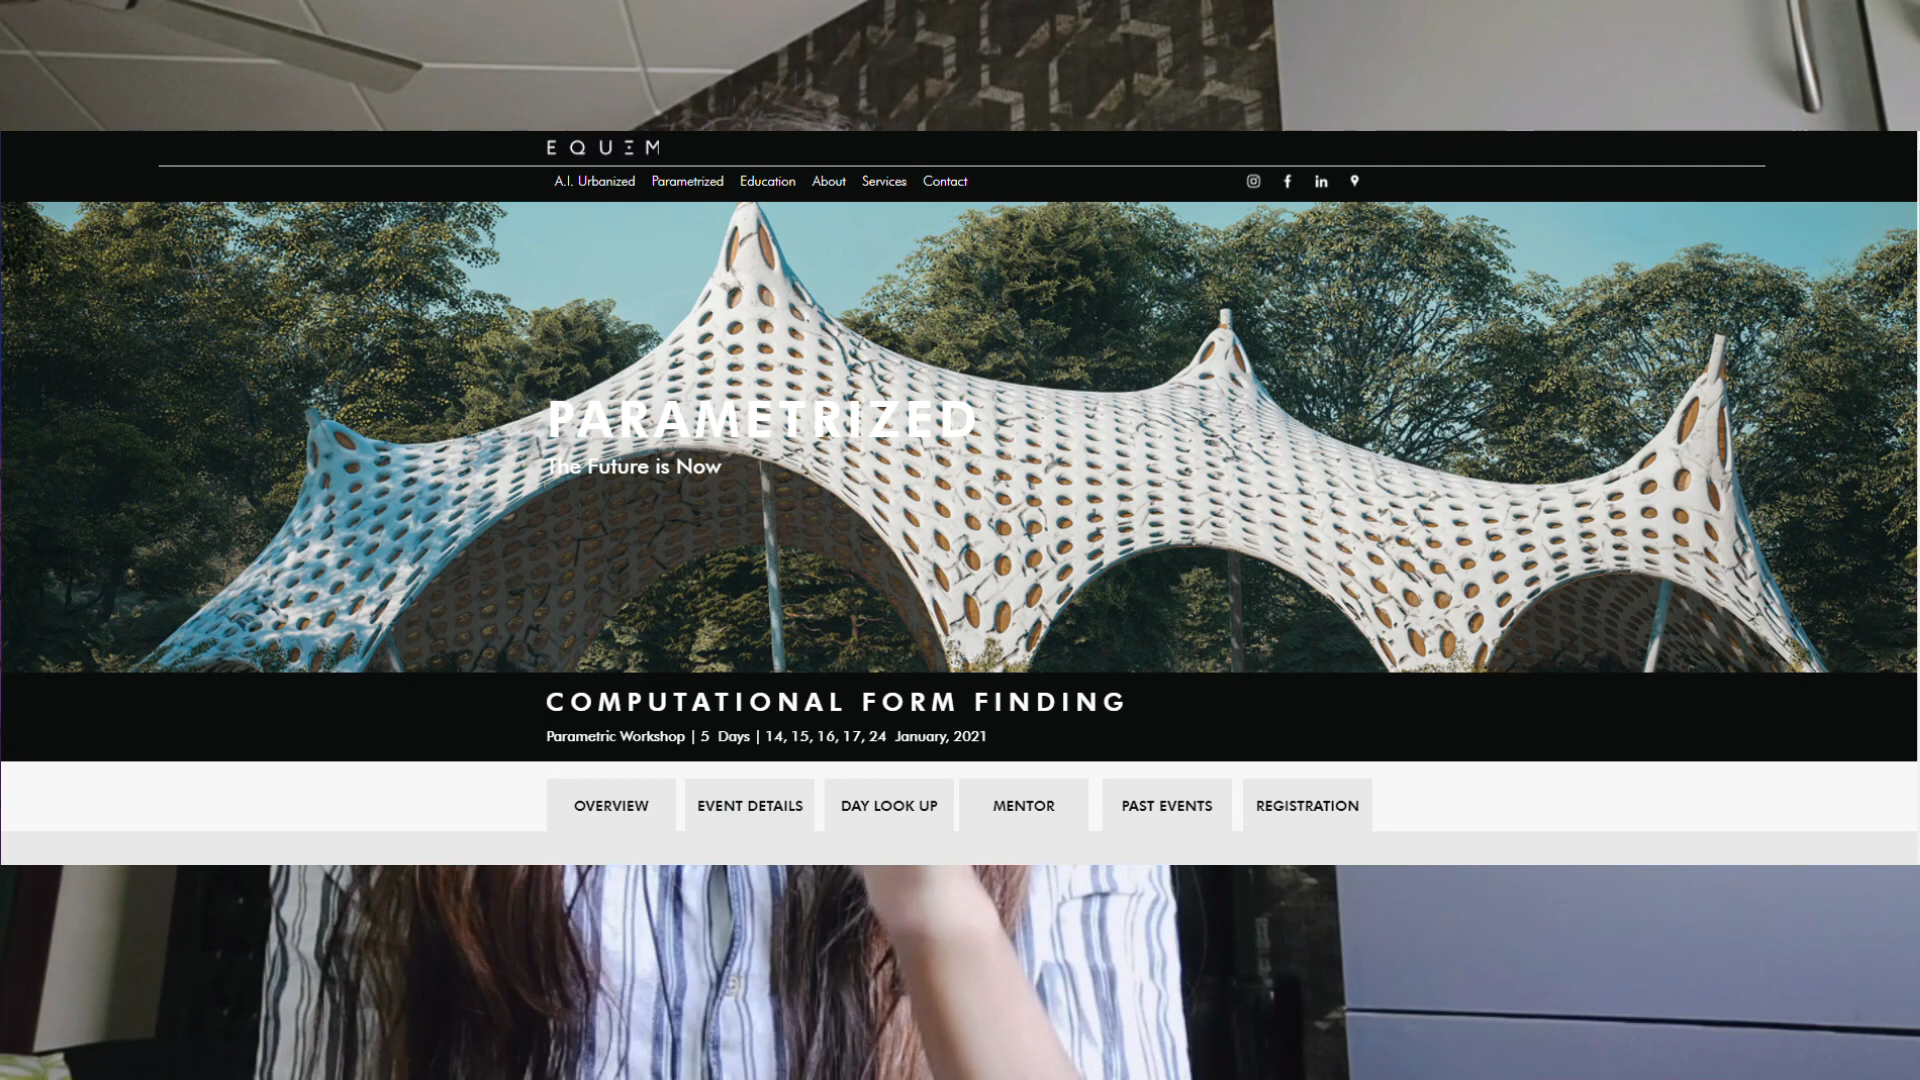 EQUEM
A.I. Urbanized Parametrized Education About Services Contact
PARAMETRIZED
The Future is Now
COMPUTATIONAL FORM FINDING
Parametric Workshop | 5 Days | 14, 15, 16, 17, 24 January, 2021
OVERVIEW EVENT DETAILS DAY LOOK UP MENTOR PAST EVENTS REGISTRATION